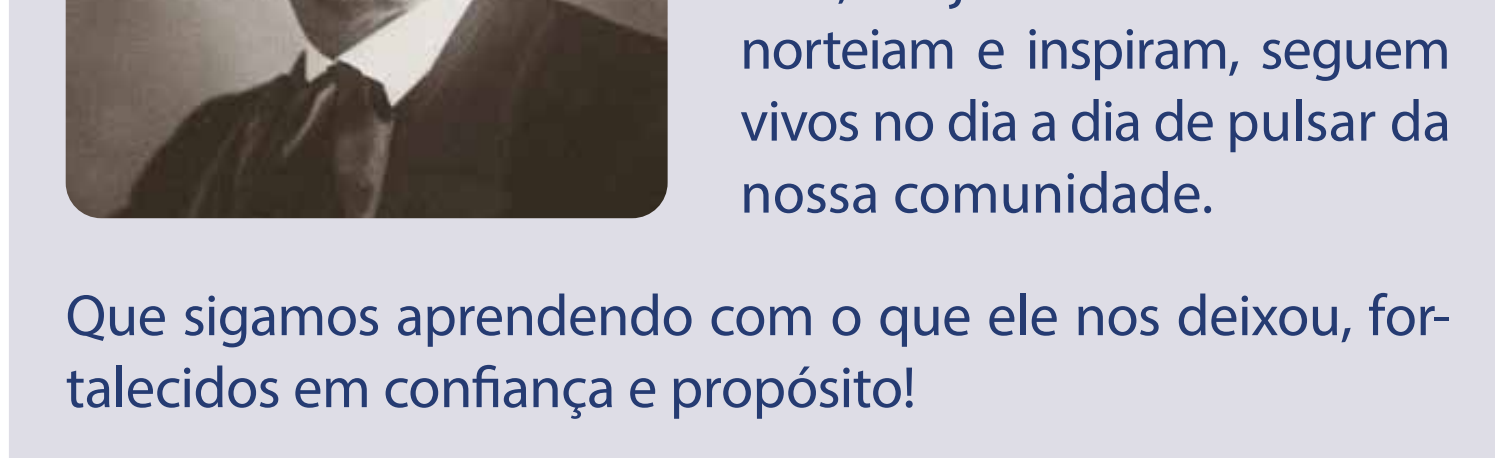 norteiam e inspiram, seguem
vivos no dia a dia de pulsar da
nossa comunidade.
Que sigamos aprendendo com o que ele nos deixou, for-
talecidos em confiança e propósito!